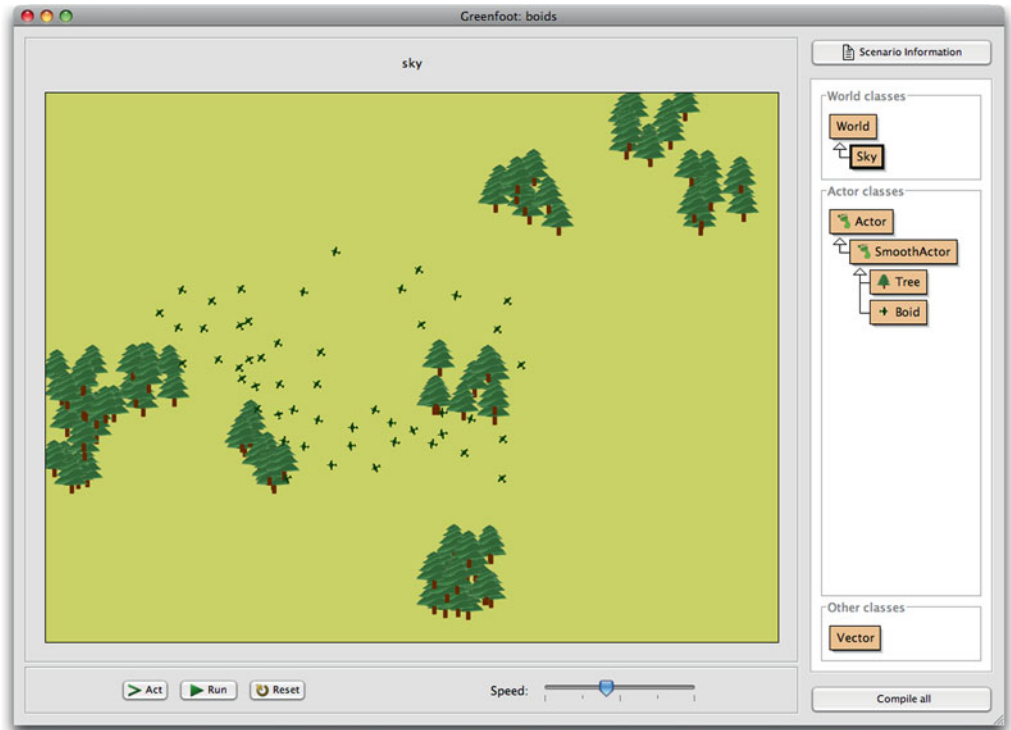 Greenfoot: boids
sky
Scenario Information
World classes
World
Sky
Actor classes
Actor
SmoothActor
Tree
Boid
Other classes
Vector
Act
Run
Reset
Speed:
Compile all